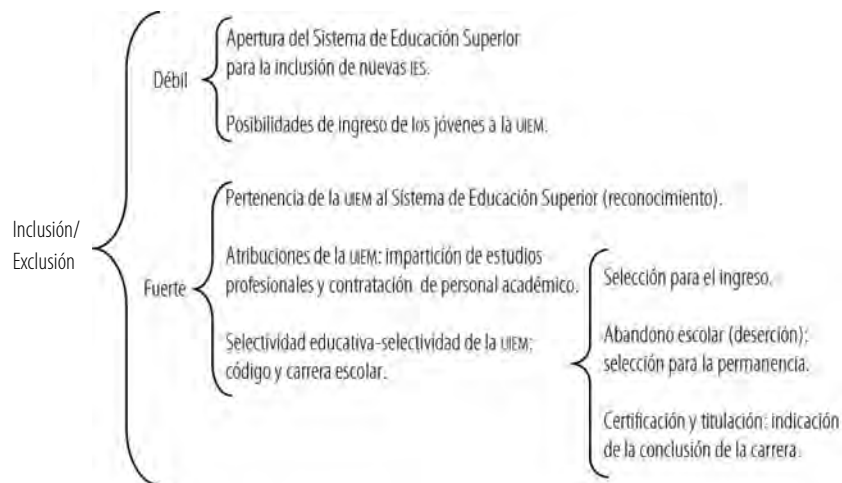 Inclusión/
Exclusión
Débil
Apertura del Sistema de Educación Superior
para la inclusión de nuevas IES.
Posibilidades de ingreso de los jóvenes a la UIEM.
Fuerte
Pertenencia de la UIEM al Sistema de Educación Superior (reconocimiento).
Atribuciones de la UIEM: impartición de estudios
profesionales y contratación de personal académico.
Selectividad educativa-selectividad de la UIEM:
código y carrera escolar.
Selección para el ingreso.
Abandono escolar (deserción):
selección para la permanencia.
Certificación y titulación: indicación
de la conclusión de la carrera.